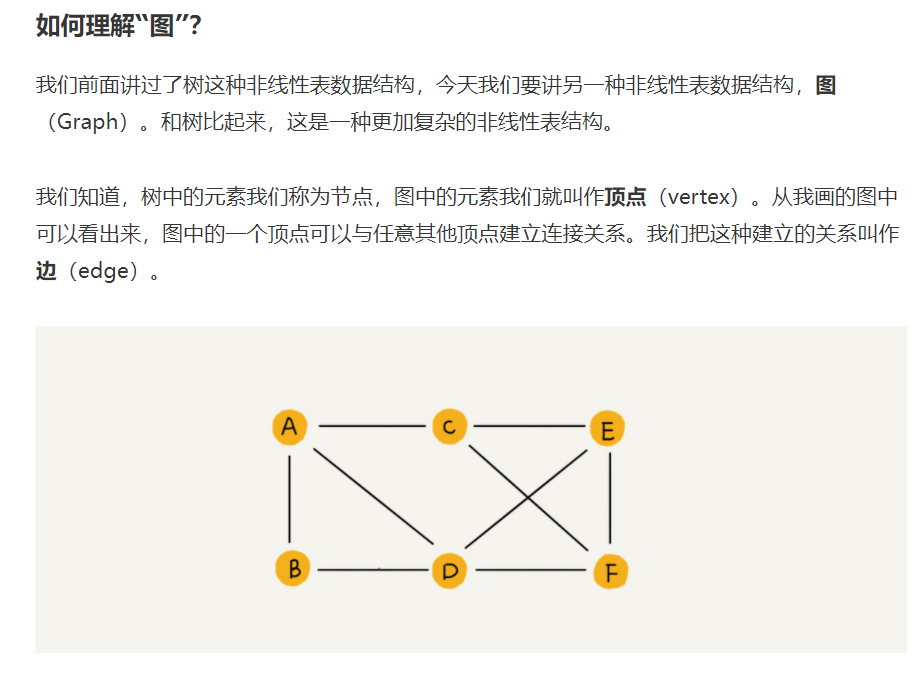 如何理解“图”？
我们前面讲过了树这种非线性表数据结构，今天我们要讲另一种非线性表数据结构，图
（Graph）。和树比起来，这是一种更加复杂的非线性表结构。
我们知道，树中的元素我们称为节点，图中的元素我们就叫作顶点（vertex）。从我画的图中
可以看出来，图中的一个顶点可以与任意其他顶点建立连接关系。我们把这种建立的关系叫作
边（edge）。
A C E
B D F